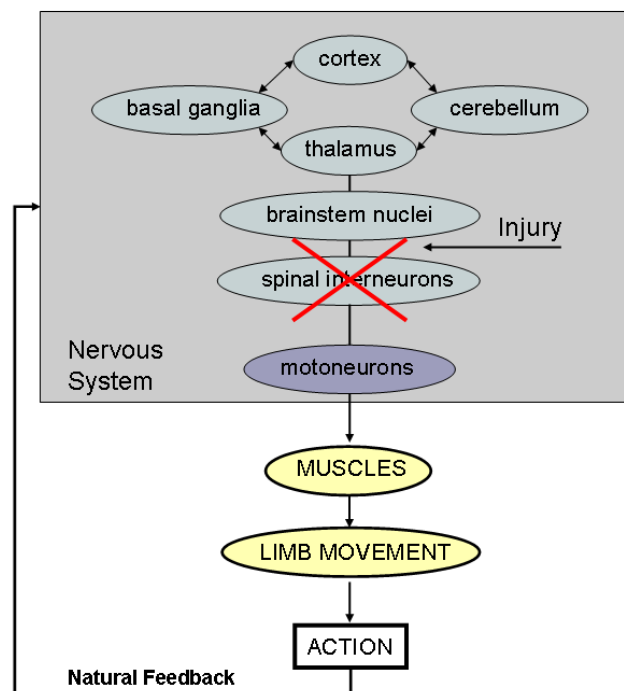 cortex
basal ganglia
cerebellum
thalamus
brainstem nuclei
Injury
spinal interneurons
Nervous
System
motoneurons
MUSCLES
LIMB MOVEMENT
ACTION
Natural Feedback